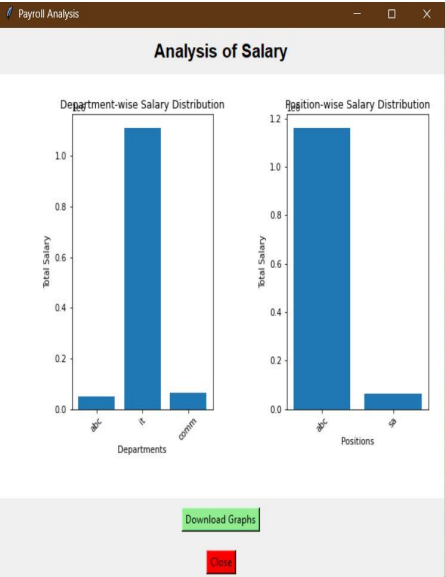 Payroll Analysis
Analysis of Salary
Department-wise Salary Distribution
1e6
1.0
0.8
0.6
0.4
0.2
0.0
Total Salary
abc
it
comm
Departments
Position-wise Salary Distribution
1e6
1.2
1.0
0.8
0.6
0.4
0.2
0.0
Total Salary
abc
sa
Positions
Download Graphs
Close